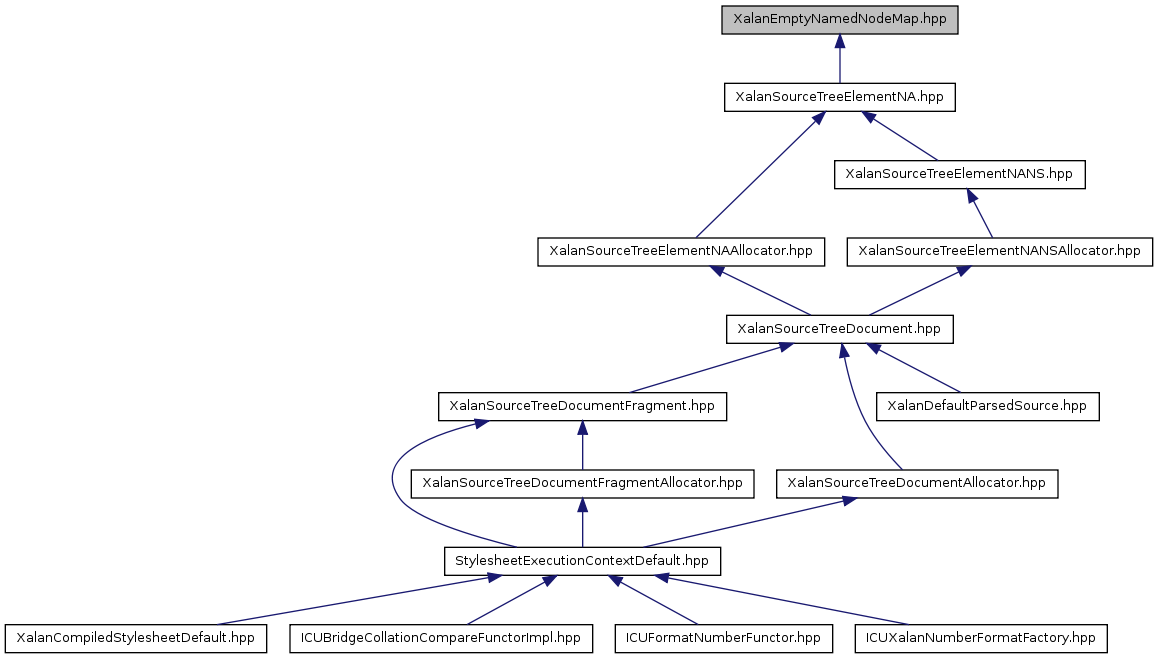 XalanEmptyNamedNodeMap.hpp
XalanSourceTreeElementNA.hpp
XalanSourceTreeElementNANS.hpp
XalanSourceTreeElementNAAllocator.hpp
XalanSourceTreeElementNANSAllocator.hpp
XalanSourceTreeDocument.hpp
XalanSourceTreeDocumentFragment.hpp
XalanDefaultParsedSource.hpp
XalanSourceTreeDocumentFragmentAllocator.hpp
XalanSourceTreeDocumentAllocator.hpp
StylesheetExecutionContextDefault.hpp
XalanCompiledStylesheetDefault.hpp
ICUBridgeCollationCompareFunctorImpl.hpp
ICUFormatNumberFunctor.hpp
ICUXalanNumberFormatFactory.hpp